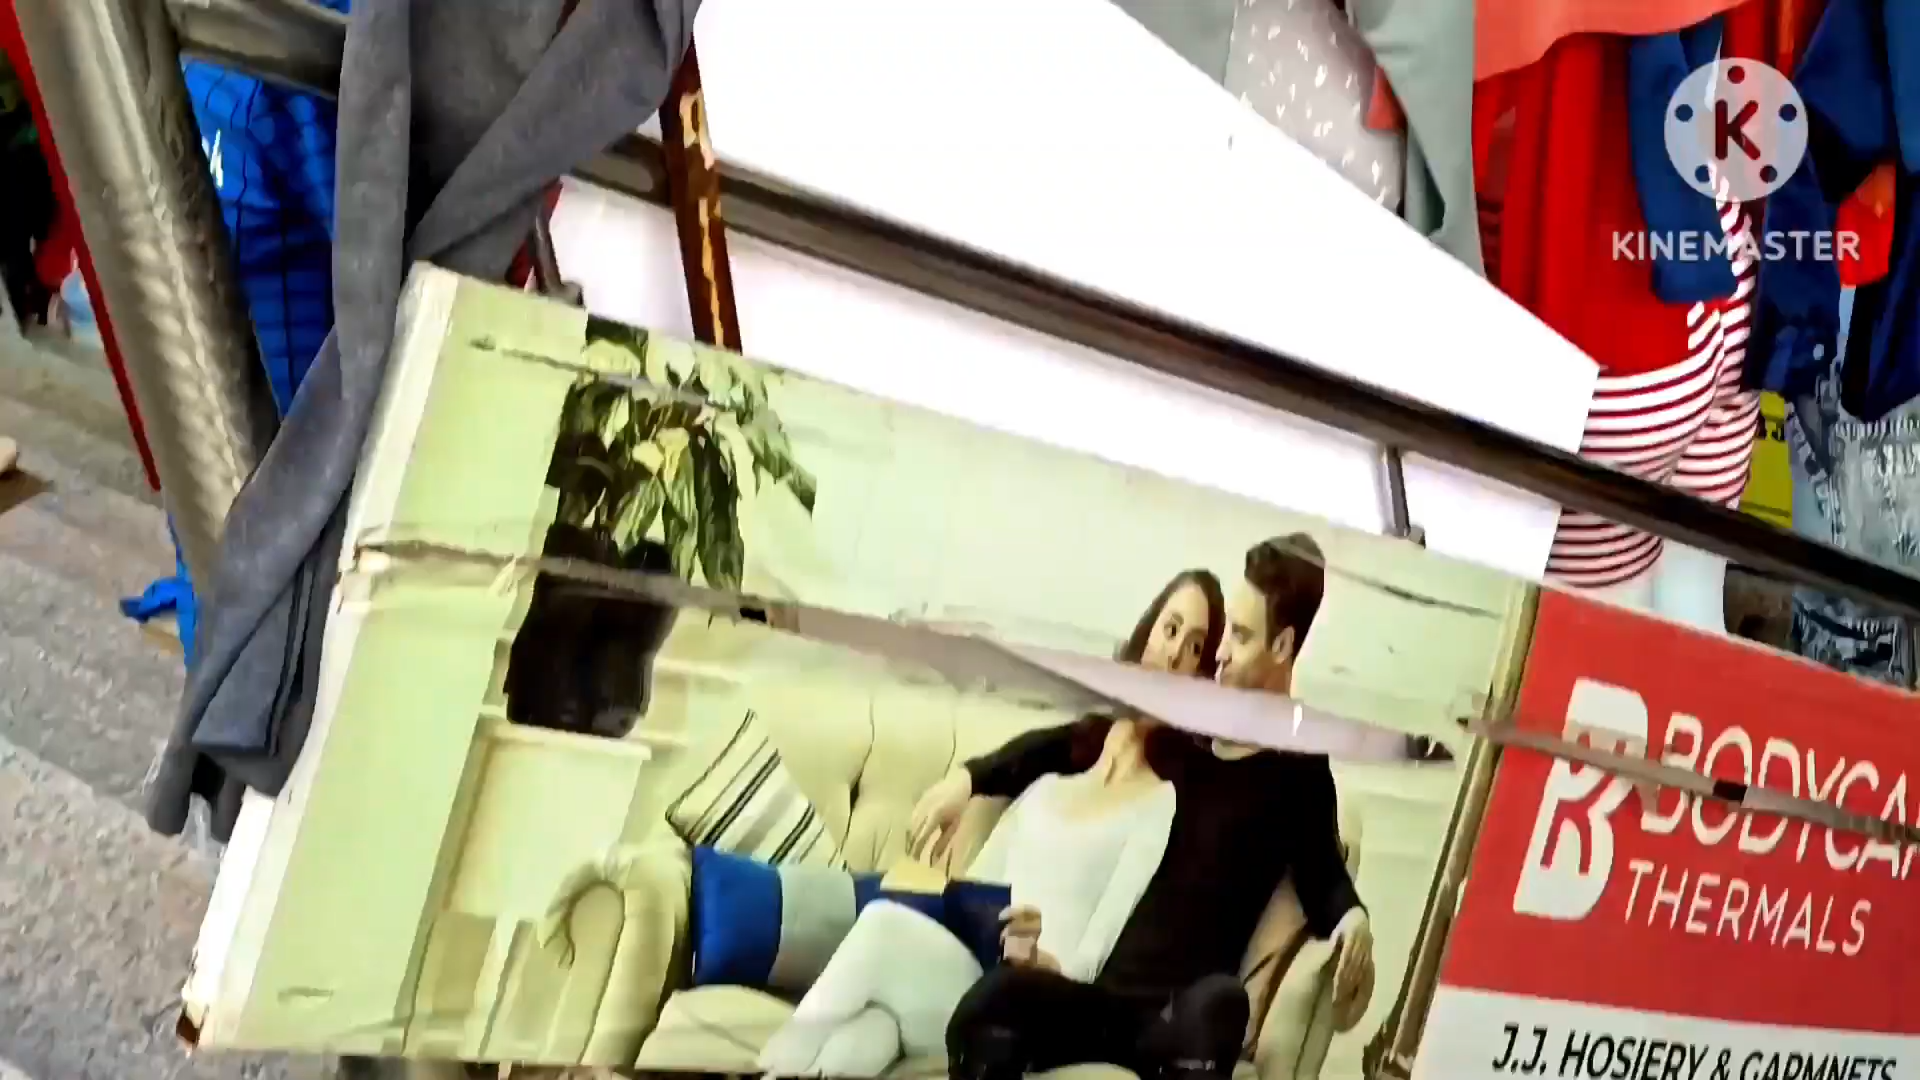 K
KINEMASTER
BODYCA
THERMALS
J.J. HOSIERY & GARMNETS